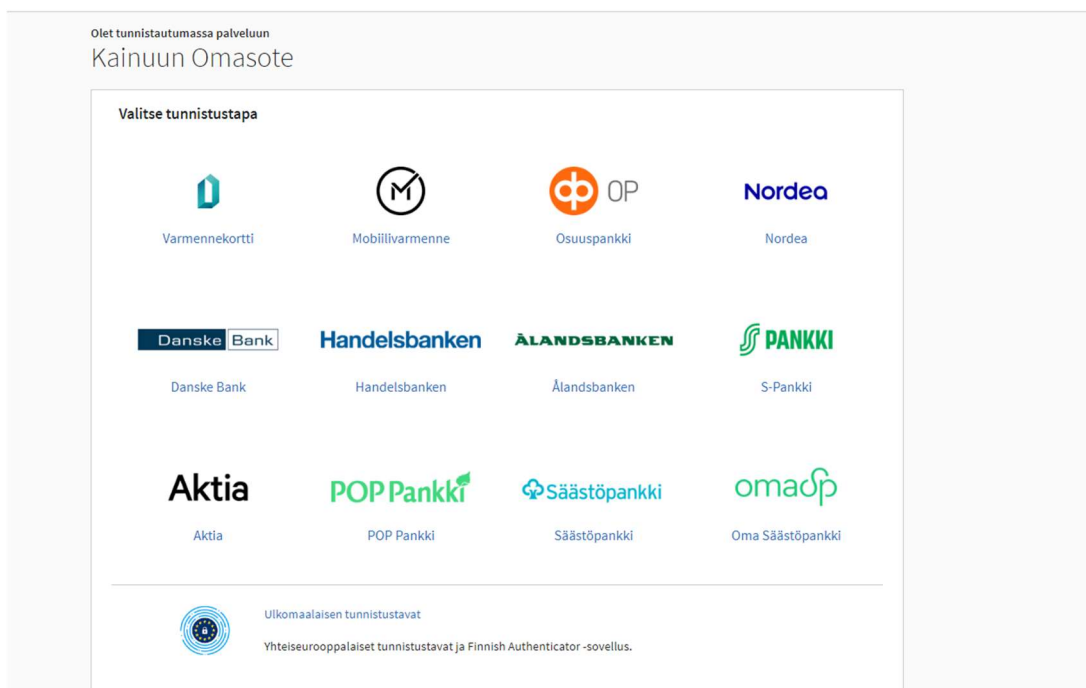 Olet tunnistautumassa palveluun
Kainuun Omasote
Valitse tunnistustapa
OP
Nordea
Varmennekortti
Mobiilivarmenne
Osuuspankki
Nordea
Danske Bank
Handelsbanken
ÅLANDSBANKEN
S PANKKI
Danske Bank
Handelsbanken
Ålandsbanken
S-Pankki
Aktia
POP Pankki
Säästöpankki
omasp
Aktia
POP Pankki
Säästöpankki
Oma Säästöpankki
Ulkomaalaisen tunnistustavat
Yhteiseurooppalaiset tunnistustavat ja Finnish Authenticator -sovellus.